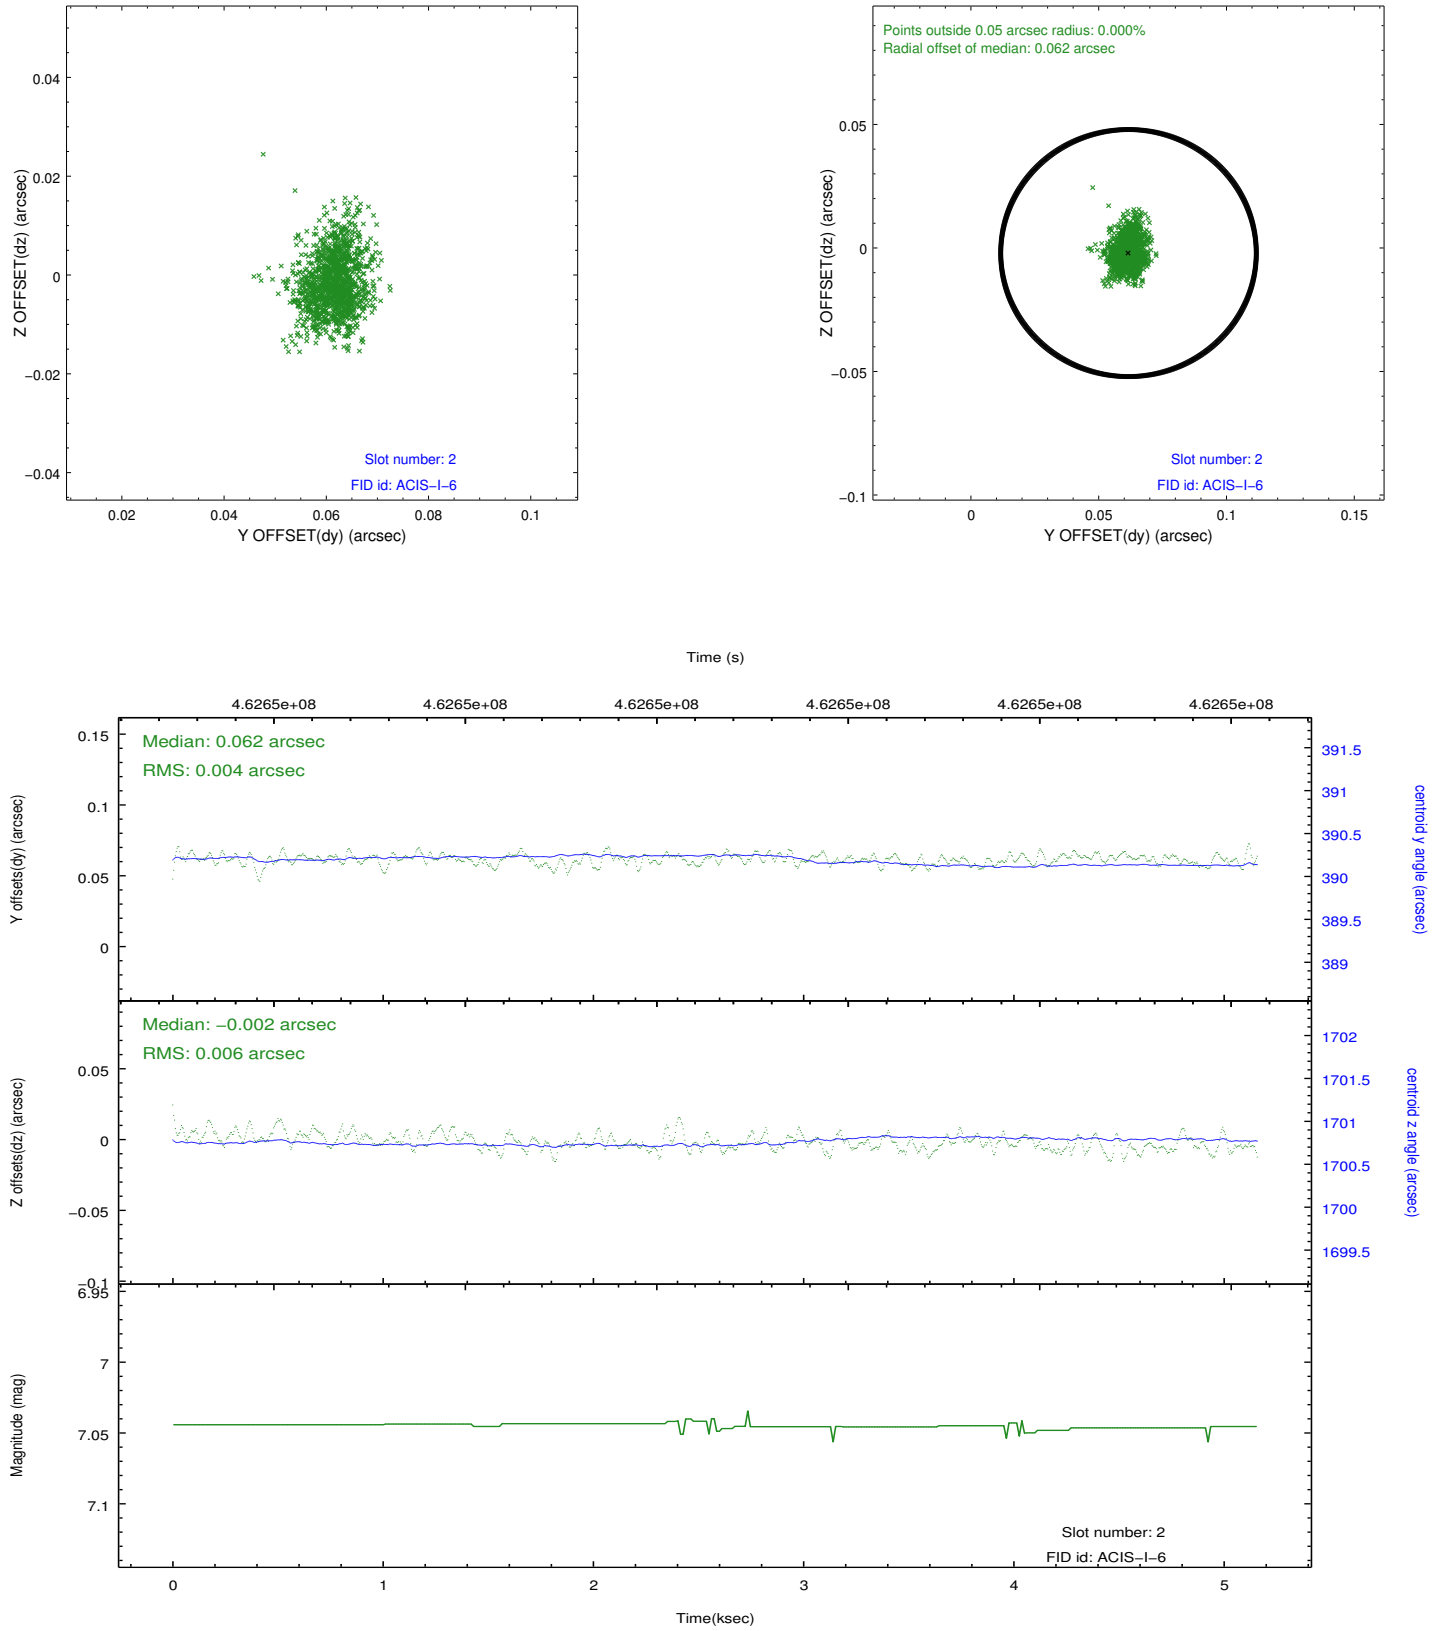 0.04
0.02
0
−0.02
−0.04
Z OFFSET(dz) (arcsec)
Slot number: 2
FID id: ACIS−I−6
0.02 0.04 0.06 0.08 0.1
Y OFFSET(dy) (arcsec)
Points outside 0.05 arcsec radius: 0.000%
Radial offset of median: 0.062 arcsec
0.05
0
−0.05
−0.1
Z OFFSET(dz) (arcsec)
Slot number: 2
FID id: ACIS−I−6
0 0.05 0.1 0.15
Y OFFSET(dy) (arcsec)
Time (s)
4.6265e+08 4.6265e+08 4.6265e+08 4.6265e+08 4.6265e+08 4.6265e+08
Median: 0.062 arcsec
RMS: 0.004 arcsec
0.15
0.1
0.05
0
Y offsets(dy) (arcsec)
391.5
391
390.5
390
389.5
389
centroid y angle (arcsec)
Median: −0.002 arcsec
RMS: 0.006 arcsec
0.05
0
−0.05
−0.1
Z offsets(dz) (arcsec)
1702
1701.5
1701
1700.5
1700
1699.5
centroid z angle (arcsec)
6.95
7
7.05
7.1
Magnitude (mag)
Slot number: 2
FID id: ACIS−I−6
0 1 2 3 4 5
Time(ksec)